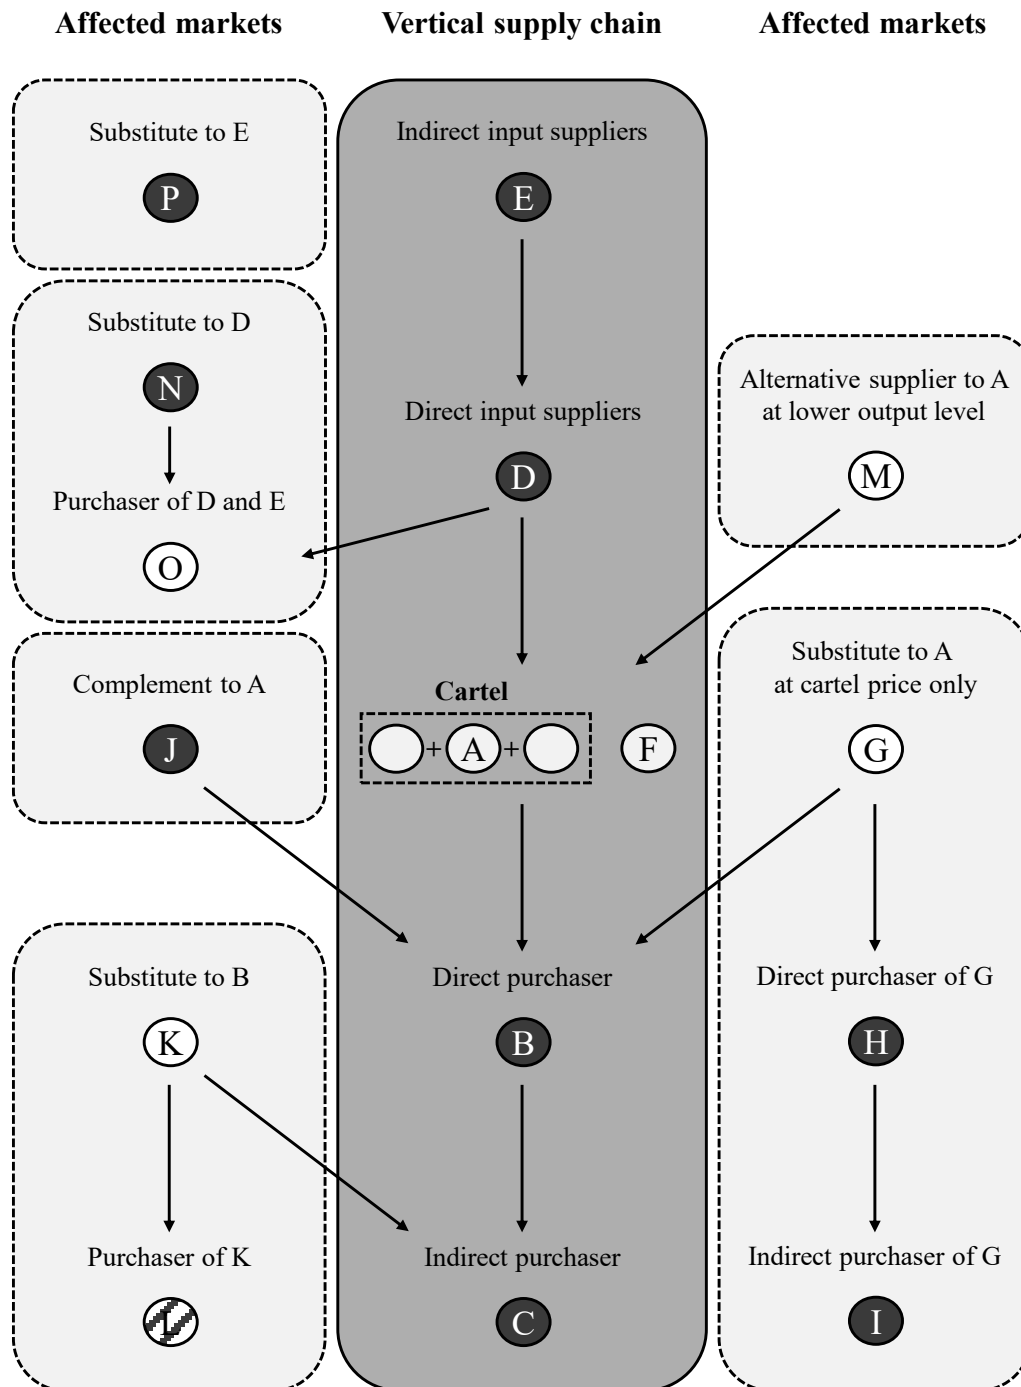 Affected markets
Vertical supply chain
Affected markets
Substitute to E
P
Indirect input suppliers
E
Substitute to D
N
Purchaser of D and E
O
Direct input suppliers
D
Alternative supplier to A
at lower output level
M
Complement to A
J
Cartel
+ A +
F
Substitute to A
at cartel price only
G
Substitute to B
K
Direct purchaser
B
Direct purchaser of G
H
Purchaser of K
L
Indirect purchaser
C
Indirect purchaser of G
I